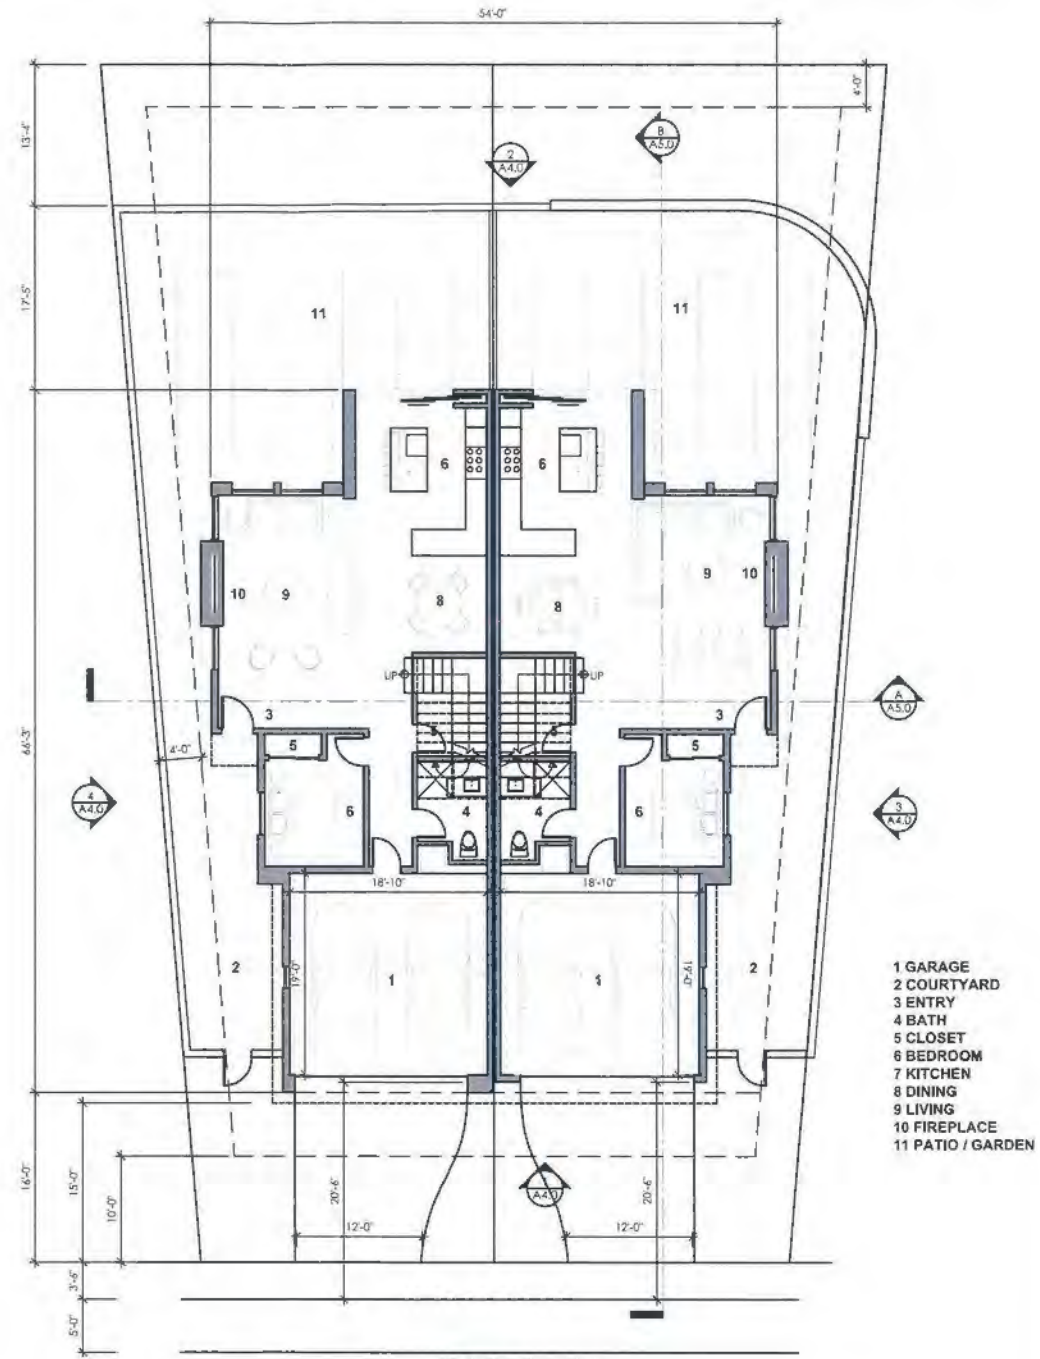 54'-0"
4'-0"
13'-4"
B
A5.0
2
A4.0
17'-5"
11
11
6
6
10
9
9
10
8
8
UP
UP
3
3
A
A5.0
5
5
66'-3"
4'-0"
4
A4.0
3
A4.0
6
4
4
6
18'-10"
18'-10"
19'-0"
19'-0"
2
1
2
1 GARAGE
2 COURTYARD
3 ENTRY
4 BATH
5 CLOSET
6 BEDROOM
7 KITCHEN
8 DINING
9 LIVING
10 FIREPLACE
11 PATIO / GARDEN
16'-0"
15'-0"
10'-0"
20'-6"
A4.0
20'-6"
12'-0"
12'-0"
3'-6"
5'-0"